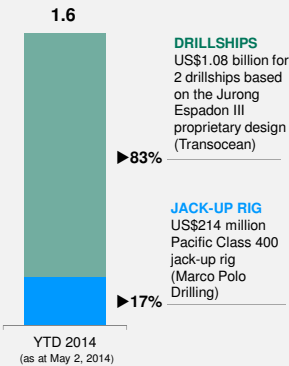 1.6
DRILLSHIPS
US$1.08 billion for
2 drillships based
on the Jurong
Espadon III
proprietary design
(Transocean)
▶83%
JACK-UP RIG
US$214 million
Pacific Class 400
jack-up rig
(Marco Polo
Drilling)
▶17%
YTD 2014
(as at May 2, 2014)